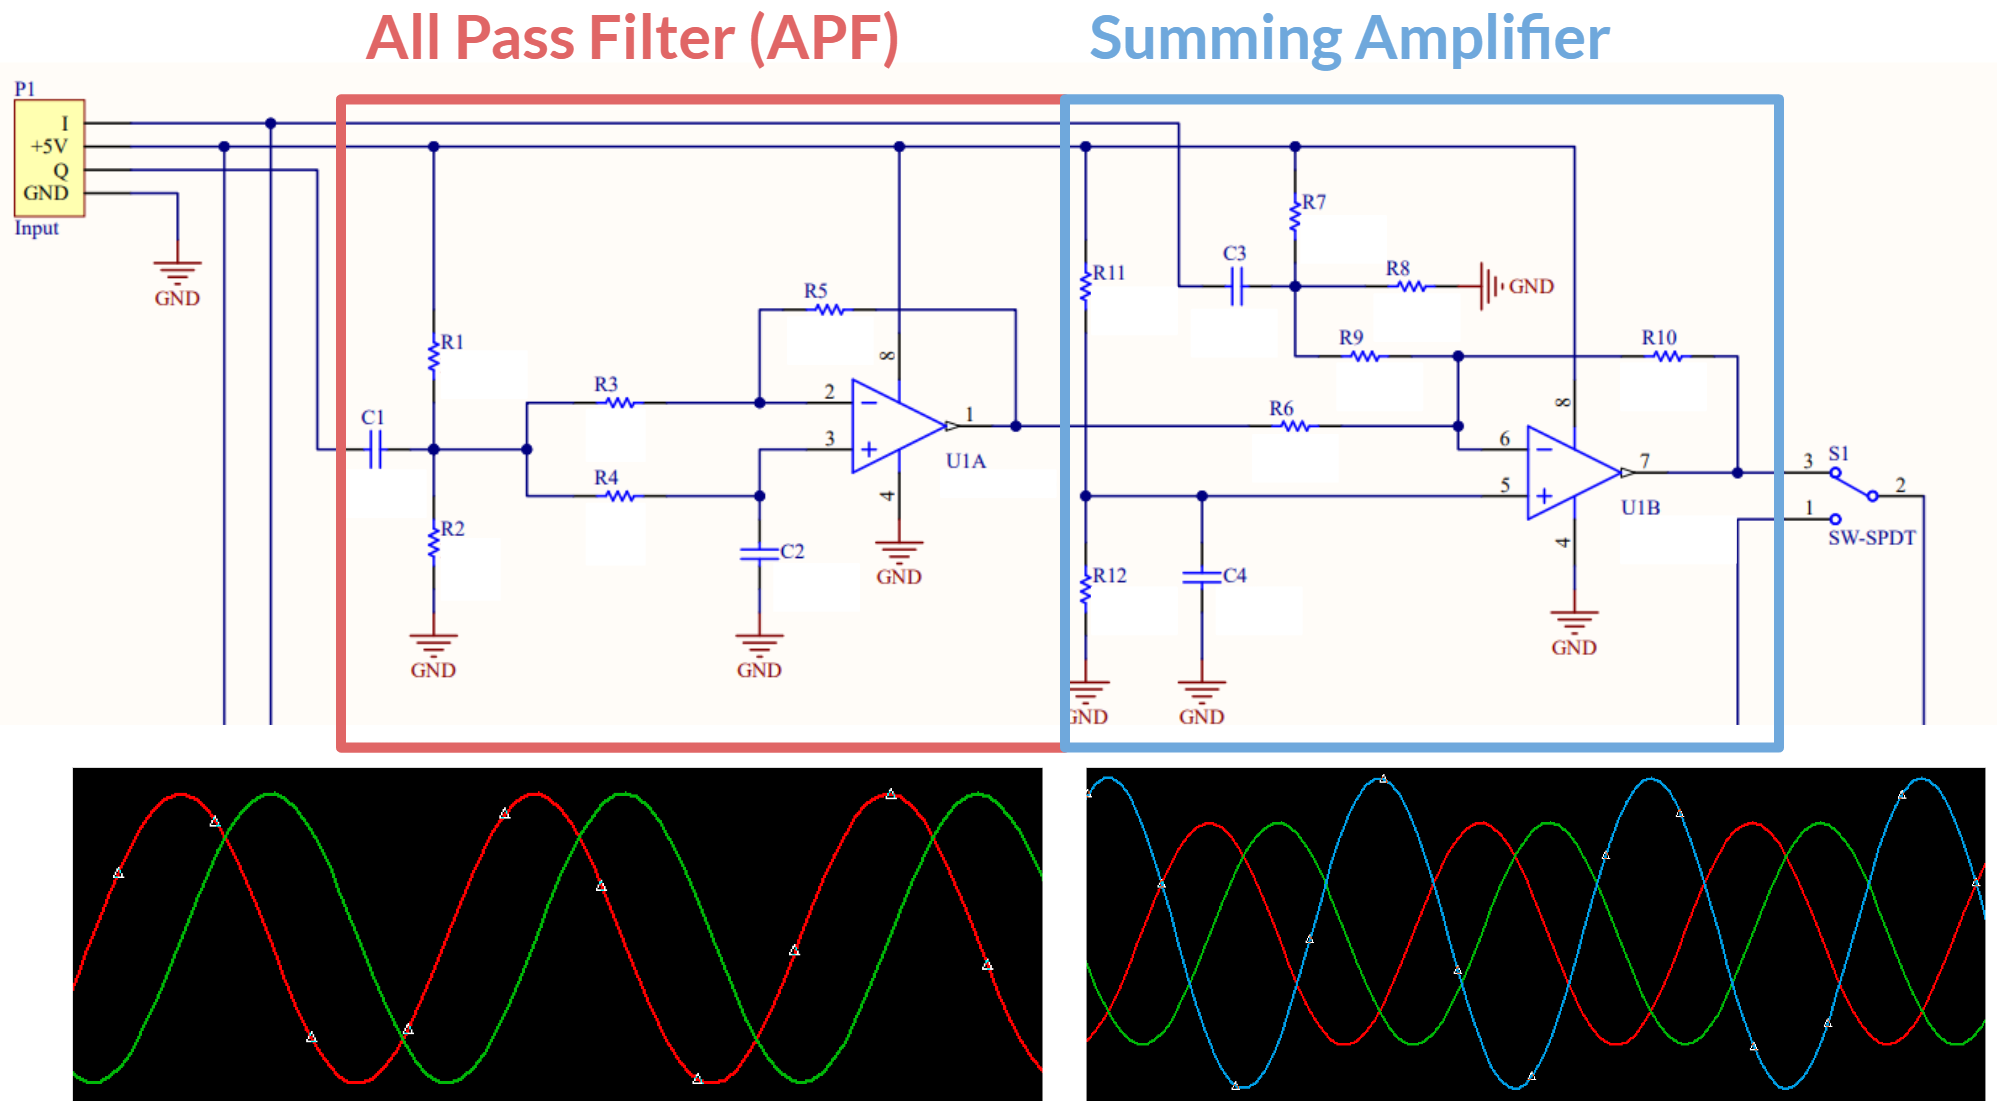 All Pass Filter (APF)
Summing Amplifier
P1
I
+5V
Q
GND
Input
GND
R1
C1
R2
GND
R3
R4
R5
2
3
8
1
4
U1A
GND
C2
GND
R11
R12
GND
C3
R7
R8
GND
R9
R10
R6
C4
GND
6
5
8
7
4
U1B
GND
3
S1
2
1
SW-SPDT